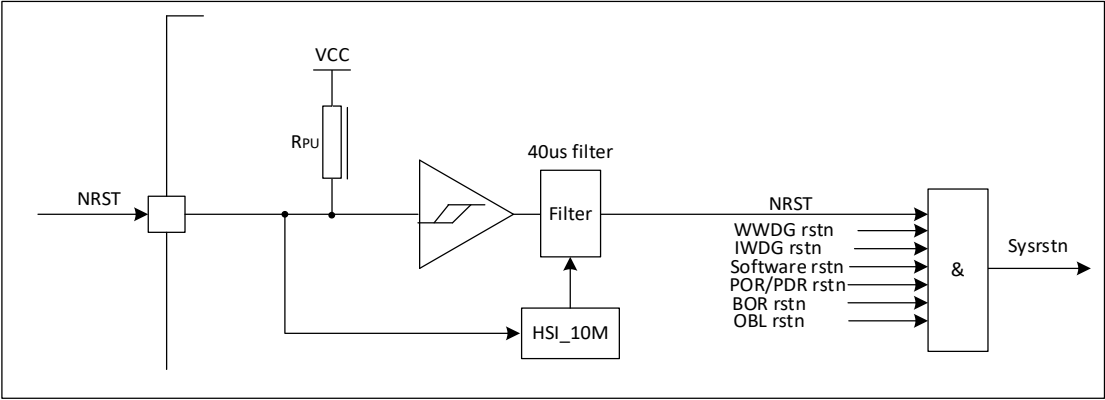 VCC
RPU
40us filter
NRST
Filter
NRST
WWDG rstn
IWDG rstn
Software rstn
POR/PDR rstn
BOR rstn
OBL rstn
&
Sysrstn
HSI_10M